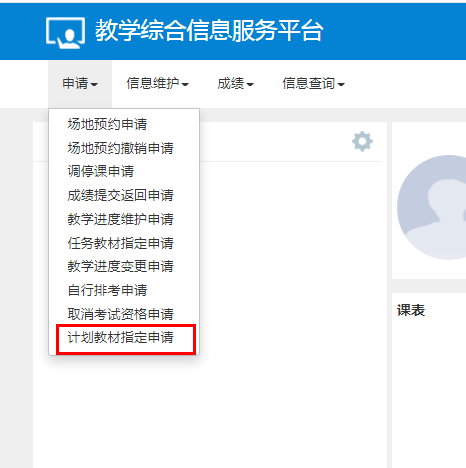 教学综合信息服务平台
申请 信息维护 成绩 信息查询
场地预约申请
场地预约撤销申请
调停课申请
成绩提交返回申请
教学进度维护申请
任务教材指定申请
教学进度变更申请
自行排考申请
取消考试资格申请
计划教材指定申请
课表